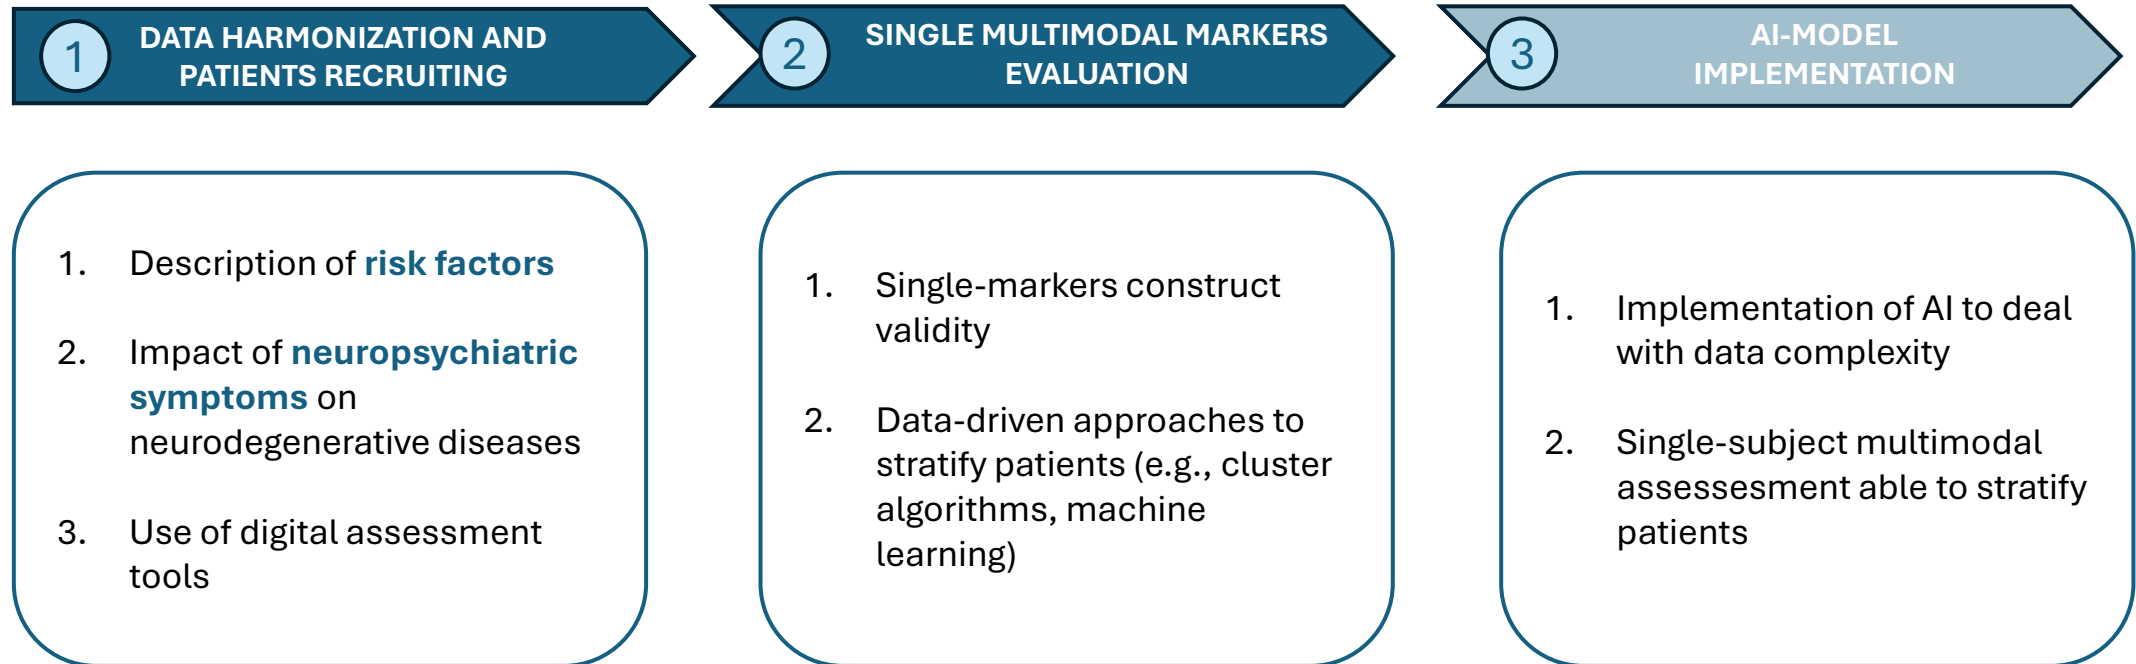 1
DATA HARMONIZATION AND
PATIENTS RECRUITING
2
SINGLE MULTIMODAL MARKERS
EVALUATION
3
AI-MODEL
IMPLEMENTATION
1. Description of risk factors
2. Impact of neuropsychiatric
symptoms on
neurodegenerative diseases
3. Use of digital assessment
tools
1. Single-markers construct
validity
2. Data-driven approaches to
stratify patients (e.g., cluster
algorithms, machine
learning)
1. Implementation of AI to deal
with data complexity
2. Single-subject multimodal
assessesment able to stratify
patients